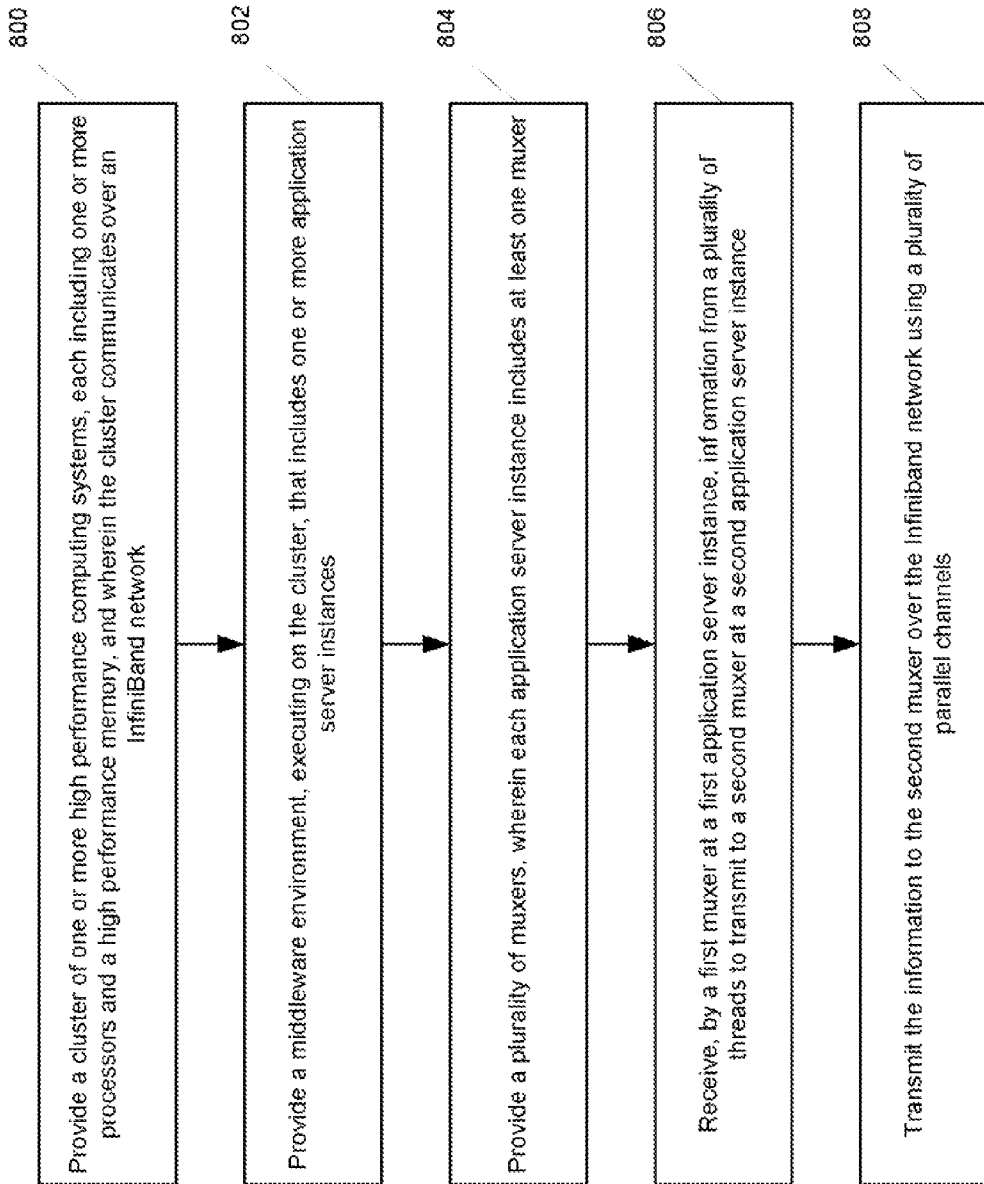 800
Provide a cluster of one or more high performance computing systems, each including one or more
processors and a high performance memory, and wherein the cluster communicates over an
InfiniBand network
802
Provide a middleware environment, executing on the cluster, that includes one or more application
server instances
804
Provide a plurality of muxers, wherein each application server instance includes at least one muxer
806
Receive, by a first muxer at a first application server instance, information from a plurality of
threads to transmit to a second muxer at a second application server instance
808
Transmit the information to the second muxer over the Infiniband network using a plurality of
parallel channels